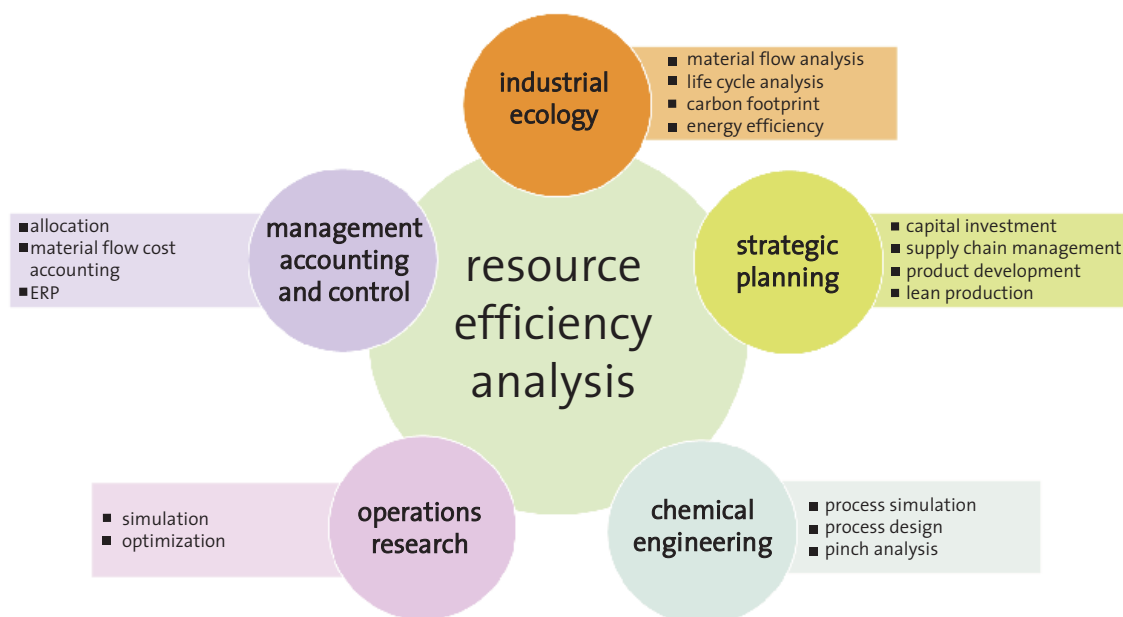 industrial
ecology
■ material flow analysis
■ life cycle analysis
■ carbon footprint
■ energy efficiency
management
accounting
and control
■ allocation
■ material flow cost
accounting
■ ERP
resource
efficiency
analysis
strategic
planning
■ capital investment
■ supply chain management
■ product development
■ lean production
operations
research
■ simulation
■ optimization
chemical
engineering
■ process simulation
■ process design
■ pinch analysis